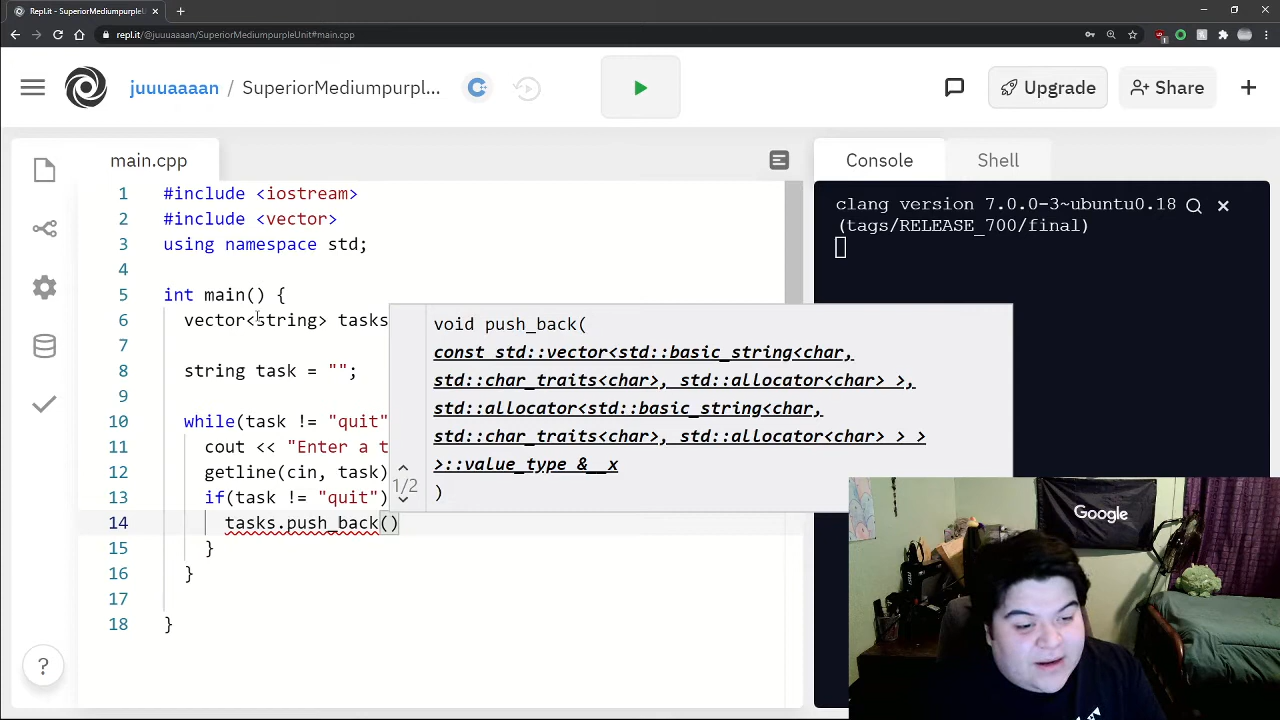 Repl.it - SuperiorMediumpurpleUnit
repl.it/@juuuaaaan/SuperiorMediumpurpleUnit#main.cpp
juuuaaaan / SuperiorMediumpurpl...
Upgrade
Share
main.cpp
Console
Shell
1 #include <iostream>
2 #include <vector>
3 using namespace std;
4
5 int main() {
6 vector<string> tasks
7
8 string task = "";
9
10 while(task != "quit"
11 cout << "Enter a t
12 getline(cin, task)
13 if(task != "quit")
14 tasks.push_back()
15 }
16 }
17
18 }
void push_back(
const std::vector<std::basic_string<char,
std::char_traits<char>, std::allocator<char> >,
std::allocator<std::basic_string<char,
std::char_traits<char>, std::allocator<char> > >
>::value_type &__x
)
1/2
clang version 7.0.0-3~ubuntu0.18
(tags/RELEASE_700/final)
Google
?